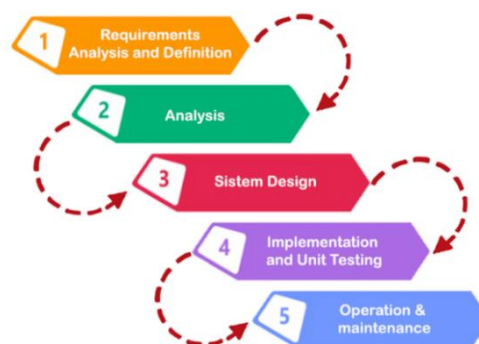 1
Requirements
Analysis and Definition
2
Analysis
3
Sistem Design
4
Implementation
and Unit Testing
5
Operation &
maintenance